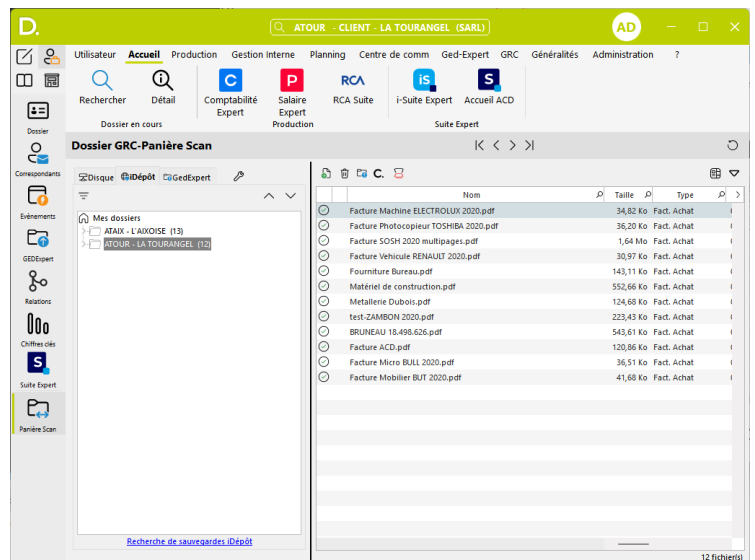 D.
ATOUR - CLIENT - LA TOURANGEL (SARL)
AD
Utilisateur Accueil Production Gestion Interne Planning Centre de comm Ged-Expert GRC Généralités Administration ?
C P RCA iS S
Rechercher Détail Comptabilité Expert Salaire Expert RCA Suite i-Suite Expert Accueil ACD
Dossier en cours Production Suite Expert
Dossier
Correspondants
Evènements
GEDExpert
Relations
Chiffres clés
S
Suite Expert
Panière Scan
Dossier GRC-Panière Scan
Disque iDépôt GedExpert
Mes dossiers
ATAIX - L'AIXOISE (13)
ATOUR - LA TOURANGEL (12)
Recherche de sauvegardes iDépôt
C.
Nom Taille Type
Facture Machine ELECTROLUX 2020.pdf 34,82 Ko Fact. Achat
Facture Photocopieur TOSHIBA 2020.pdf 36,20 Ko Fact. Achat
Facture SOSH 2020 multipages.pdf 1,64 Mo Fact. Achat
Facture Vehicule RENAULT 2020.pdf 30,97 Ko Fact. Achat
Fourniture Bureau.pdf 143,11 Ko Fact. Achat
Matériel de construction.pdf 552,66 Ko Fact. Achat
Metallerie Dubois.pdf 124,68 Ko Fact. Achat
test-ZAMBON 2020.pdf 223,43 Ko Fact. Achat
BRUNEAU 18.498.626.pdf 543,61 Ko Fact. Achat
Facture ACD.pdf 120,86 Ko Fact. Achat
Facture Micro BULL 2020.pdf 36,51 Ko Fact. Achat
Facture Mobilier BUT 2020.pdf 41,68 Ko Fact. Achat
12 fichier(s)